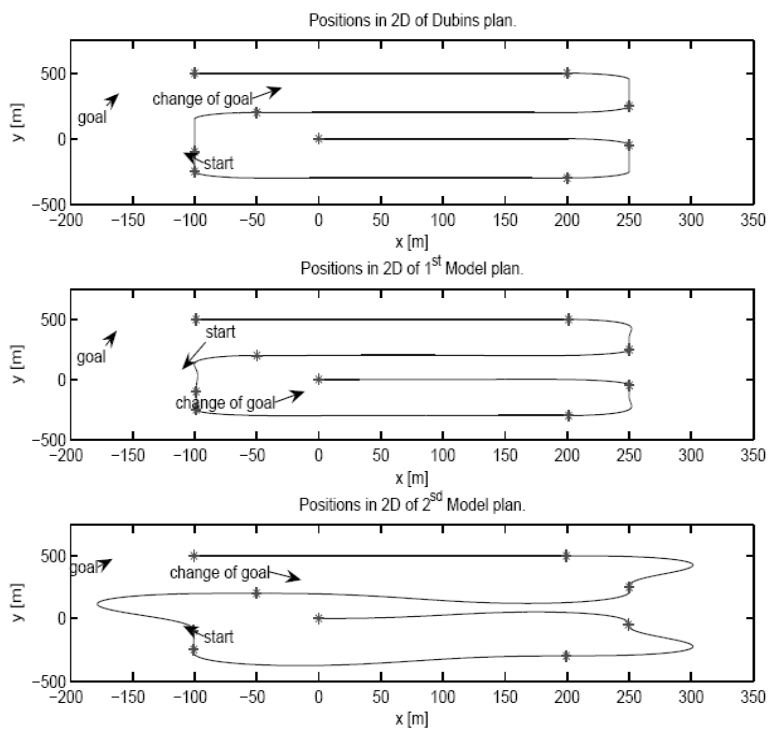 Positions in 2D of Dubins plan.
y [m]
500
0
−500
goal
change of goal
start
−200 −150 −100 −50 0 50 100 150 200 250 300 350
x [m]
Positions in 2D of 1st Model plan.
y [m]
500
0
−500
goal
start
change of goal
−200 −150 −100 −50 0 50 100 150 200 250 300 350
x [m]
Positions in 2D of 2sd Model plan.
y [m]
500
0
−500
goal
change of goal
start
−200 −150 −100 −50 0 50 100 150 200 250 300 350
x [m]